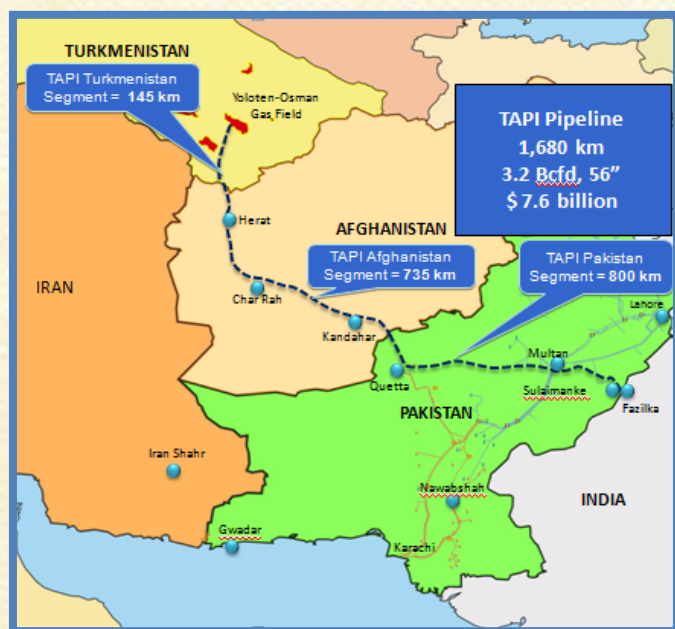 TURKMENISTAN
TAPI Turkmenistan
Segment = 145 km
Yoloten-Osman
Gas Field
TAPI Pipeline
1,680 km
3.2 Bcfd, 56”
$ 7.6 billion
Herat
AFGHANISTAN
TAPI Afghanistan
Segment = 735 km
TAPI Pakistan
Segment = 800 km
IRAN
Char Rah
Lahore
Kandahar
Multan
Quetta
Sulaimanke
Fazilka
PAKISTAN
Iran Shahr
Nawabshah
INDIA
Gwadar
Karachi